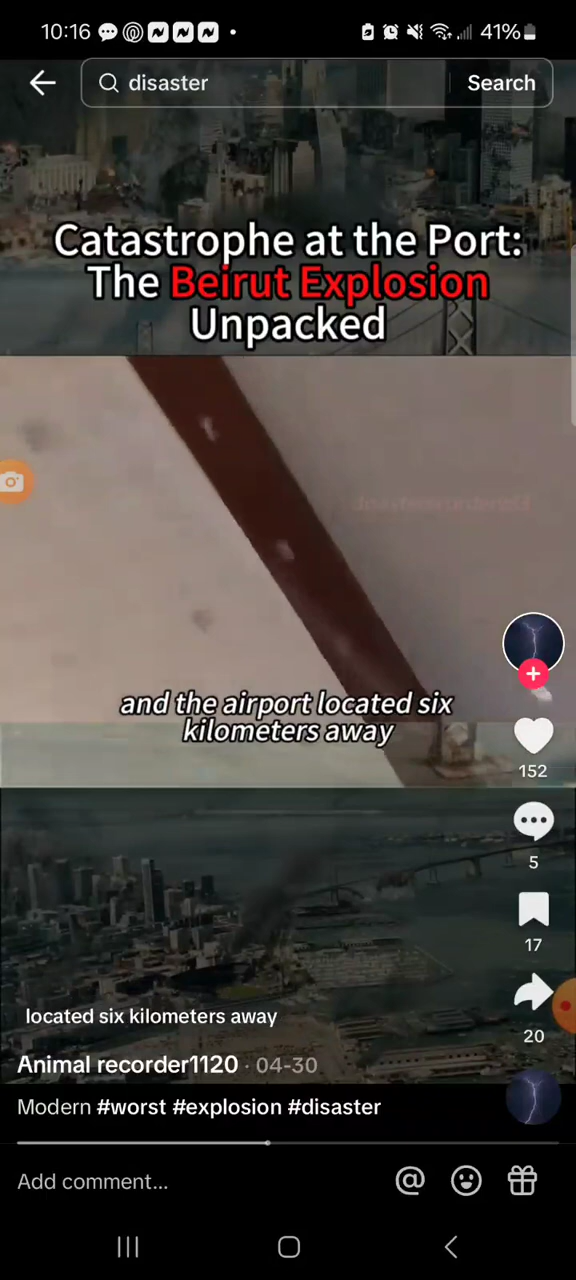 10:16
41%
disaster
Search
Catastrophe at the Port:
The Beirut Explosion
Unpacked
and the airport located six
kilometers away
152
5
17
20
located six kilometers away
Animal recorder1120 · 04-30
Modern #worst #explosion #disaster
Add comment...